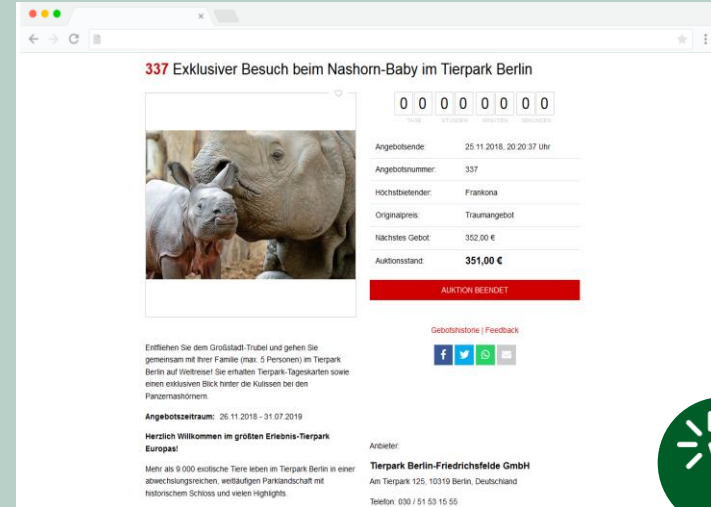 337 Exklusiver Besuch beim Nashorn-Baby im Tierpark Berlin
0 0 0 0 0 0 0 0
TAGE STUNDEN MINUTEN SEKUNDEN
Angebotsende: 25.11.2018, 20:20:37 Uhr
Angebotsnummer: 337
Höchstbietender: Frankona
Originalpreis: Traumangebot
Nächstes Gebot: 352,00 €
Auktionsstand: 351,00 €
AUKTION BEENDET
Gebotshistorie | Feedback
Entfliehen Sie dem Großstadt-Trubel und gehen Sie
gemeinsam mit Ihrer Familie (max. 5 Personen) im Tierpark
Berlin auf Weltreise! Sie erhalten Tierpark-Tageskarten sowie
einen exklusiven Blick hinter die Kulissen bei den
Panzernashörnern.
Angebotszeitraum: 26.11.2018 - 31.07.2019
Herzlich Willkommen im größten Erlebnis-Tierpark
Europas!
Mehr als 9.000 exotische Tiere leben im Tierpark Berlin in einer
abwechslungsreichen, weitläufigen Parklandschaft mit
historischem Schloss und vielen Highlights.
Anbieter:
Tierpark Berlin-Friedrichsfelde GmbH
Am Tierpark 125, 10319 Berlin, Deutschland
Telefon: 030 / 51 53 15 55